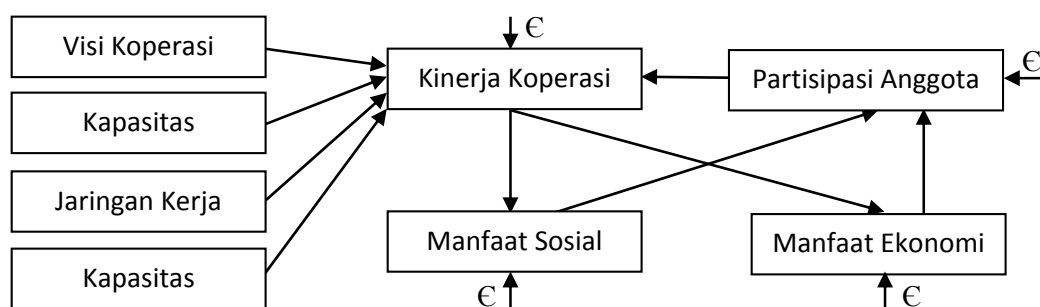 Є
Visi Koperasi
Kinerja Koperasi
Partisipasi Anggota
Є
Kapasitas
Jaringan Kerja
Manfaat Sosial
Manfaat Ekonomi
Kapasitas
Є
Є